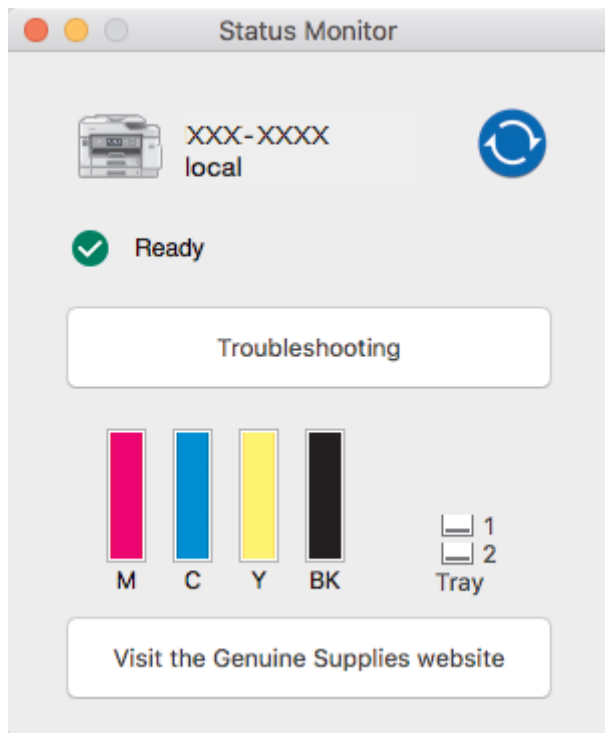 Status Monitor
XXX-XXXX
local
Ready
Troubleshooting
M C Y BK
1
2
Tray
Visit the Genuine Supplies website